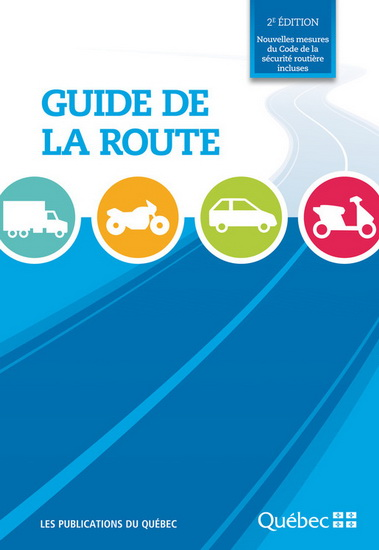 2E ÉDITION
Nouvelles mesures
du Code de la
sécurité routière
incluses
GUIDE DE
LA ROUTE
LES PUBLICATIONS DU QUÉBEC
Québec